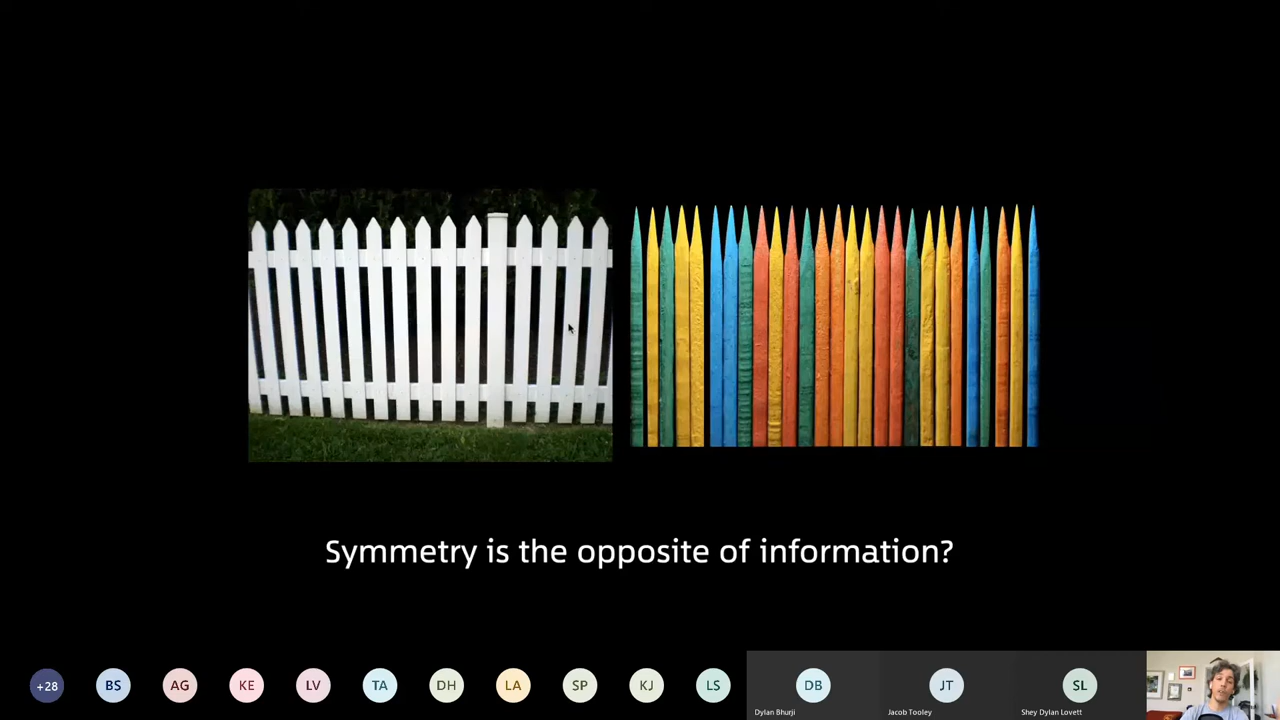 Symmetry is the opposite of information?
+28
BS
AG
KE
LV
TA
DH
LA
SP
KJ
LS
DB
Dylan Bhurji
JT
Jacob Tooley
SL
Shey Dylan Lovett